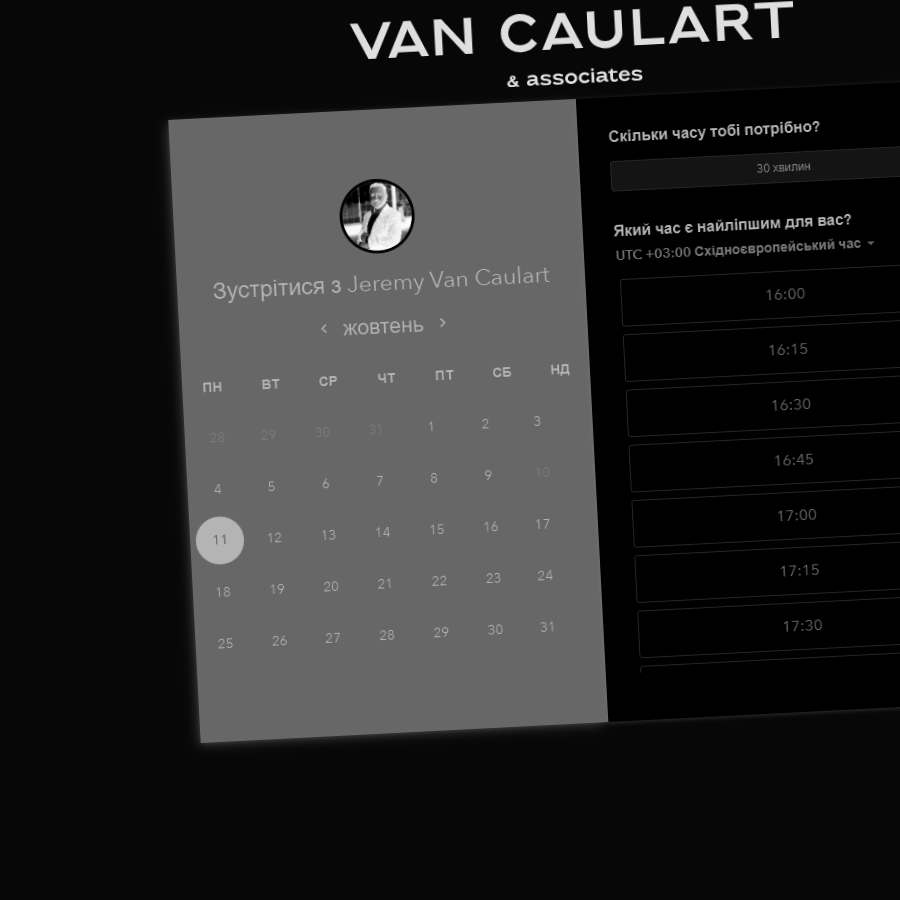 VAN CAULART
& associates
Зустрітися з Jeremy Van Caulart
жовтень
ПН ВТ СР ЧТ ПТ СБ НД
28 29 30 31 1 2 3
4 5 6 7 8 9 10
11 12 13 14 15 16 17
18 19 20 21 22 23 24
25 26 27 28 29 30 31
Скільки часу тобі потрібно?
30 хвилин
Який час є найліпшим для вас?
UTC +03:00 Східноєвропейський час
16:00
16:15
16:30
16:45
17:00
17:15
17:30